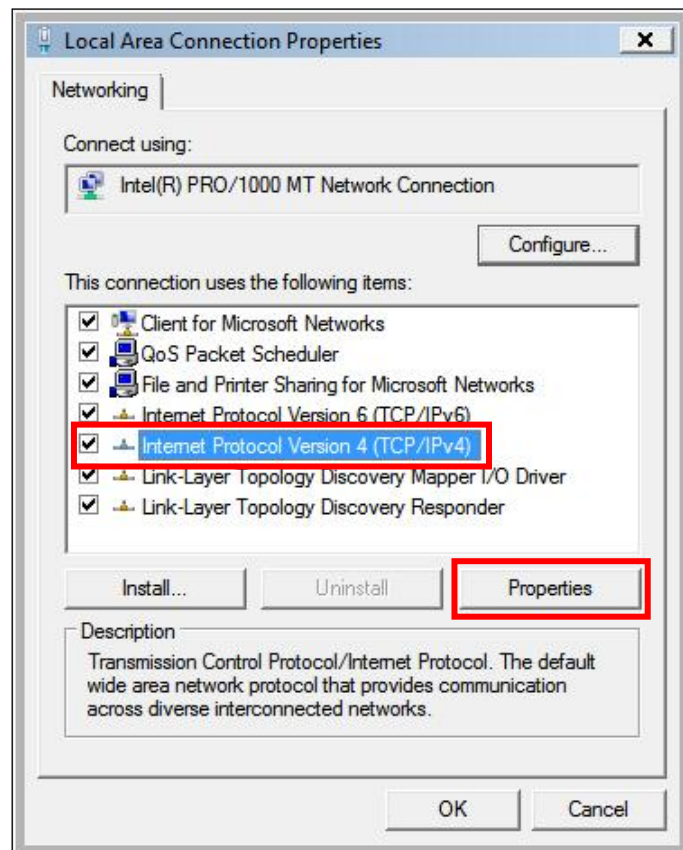 Local Area Connection Properties
Networking
Connect using:
Intel(R) PRO/1000 MT Network Connection
Configure...
This connection uses the following items:
Client for Microsoft Networks
QoS Packet Scheduler
File and Printer Sharing for Microsoft Networks
Internet Protocol Version 6 (TCP/IPv6)
Internet Protocol Version 4 (TCP/IPv4)
Link-Layer Topology Discovery Mapper I/O Driver
Link-Layer Topology Discovery Responder
Install... Uninstall Properties
Description
Transmission Control Protocol/Internet Protocol. The default
wide area network protocol that provides communication
across diverse interconnected networks.
OK Cancel